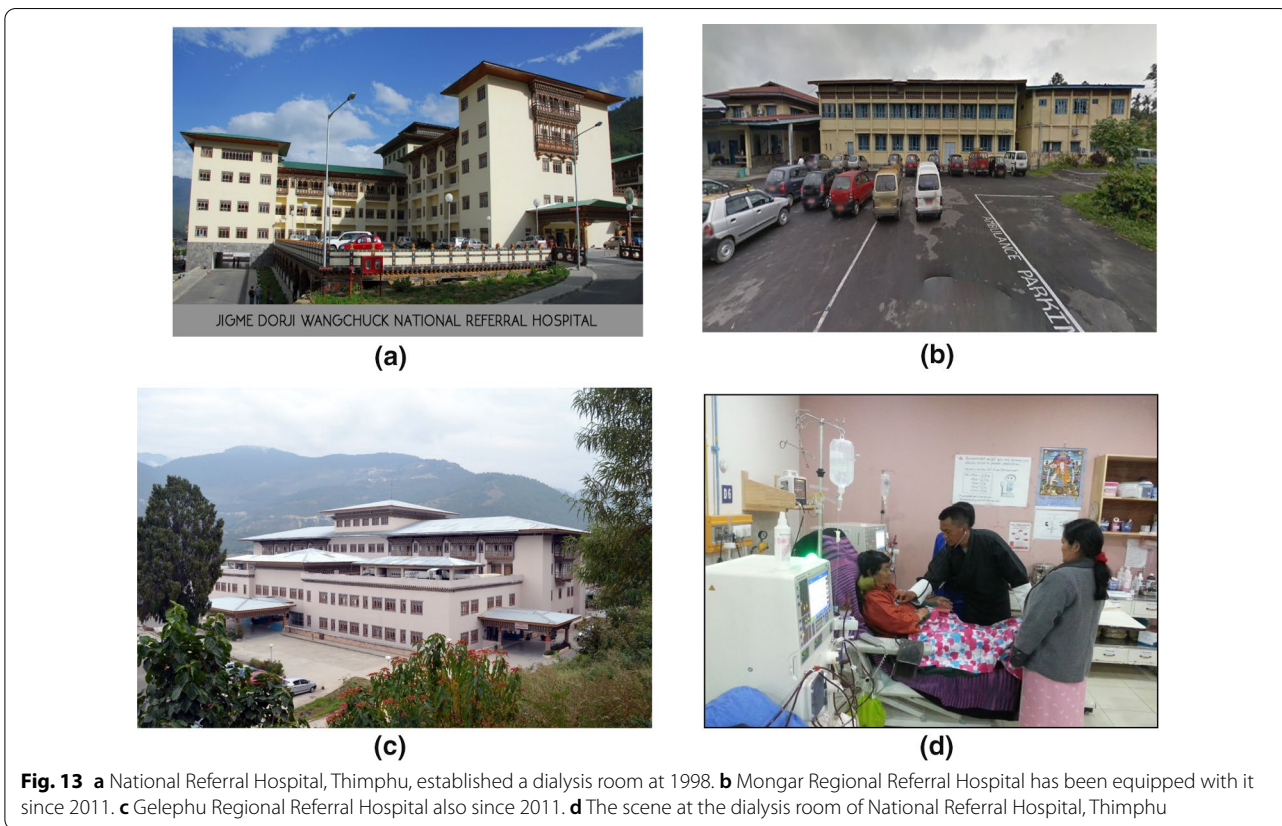 JIGME DORJI WANGCHUCK NATIONAL REFERRAL HOSPITAL
(a)
AMBULANCE PARKIN
(b)
(c)
D6
(d)
Fig. 13 a National Referral Hospital, Thimphu, established a dialysis room at 1998. b Mongar Regional Referral Hospital has been equipped with it
since 2011. c Gelephu Regional Referral Hospital also since 2011. d The scene at the dialysis room of National Referral Hospital, Thimphu